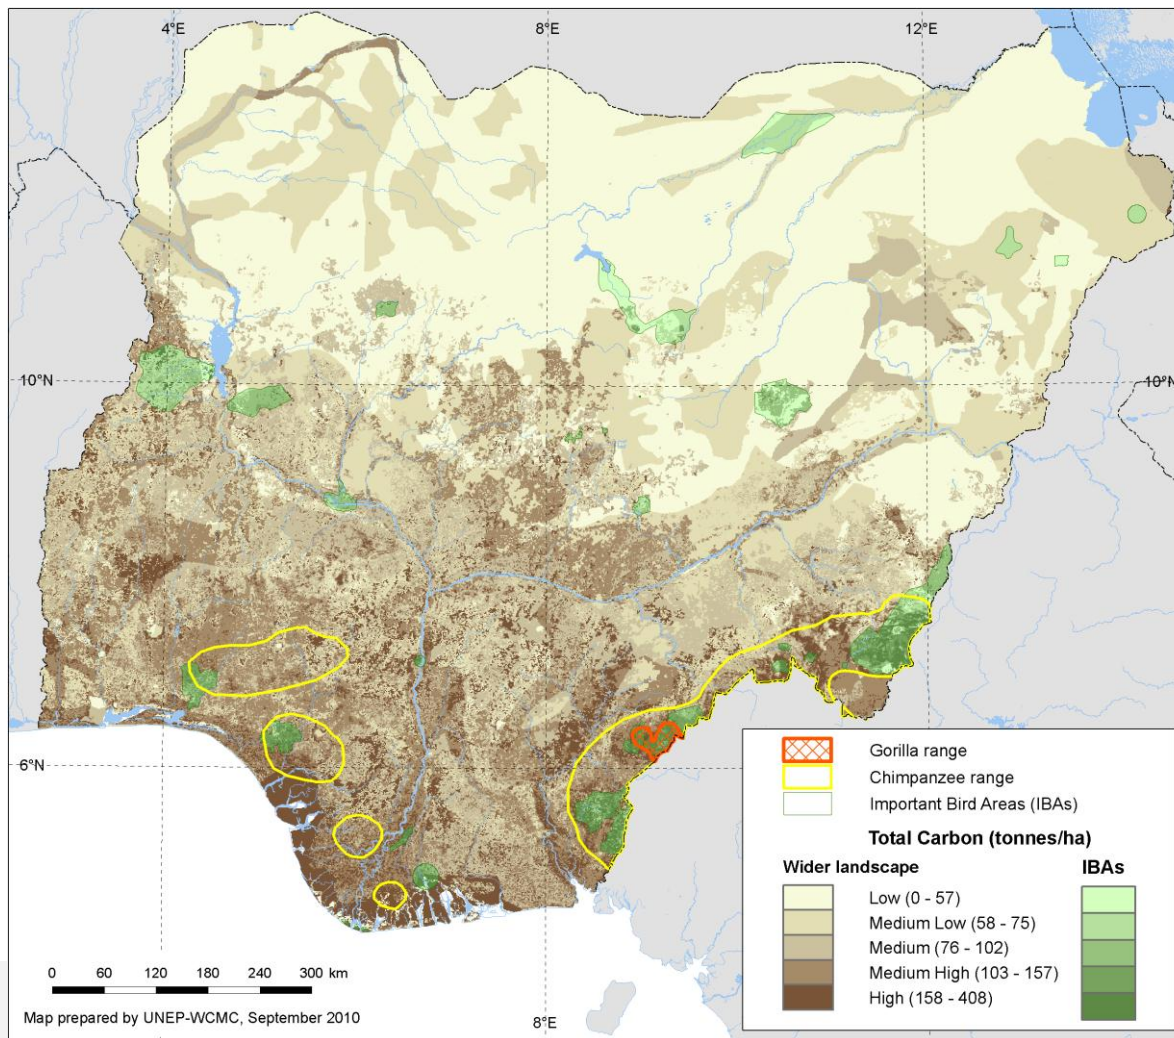 4°E
8°E
12°E
10°N
10°N
6°N
Gorilla range
Chimpanzee range
Important Bird Areas (IBAs)
Total Carbon (tonnes/ha)
Wider landscape
IBAs
Low (0 - 57)
Medium Low (58 - 75)
Medium (76 - 102)
Medium High (103 - 157)
High (158 - 408)
0 60 120 180 240 300 km
Map prepared by UNEP-WCMC, September 2010
8°E